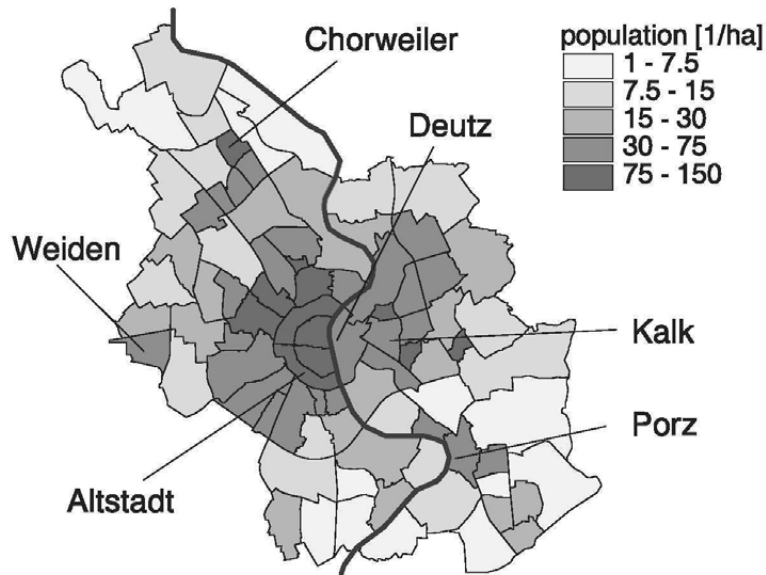 Chorweiler
population [1/ha]
1 - 7.5
7.5 - 15
15 - 30
30 - 75
75 - 150
Deutz
Weiden
Kalk
Porz
Altstadt